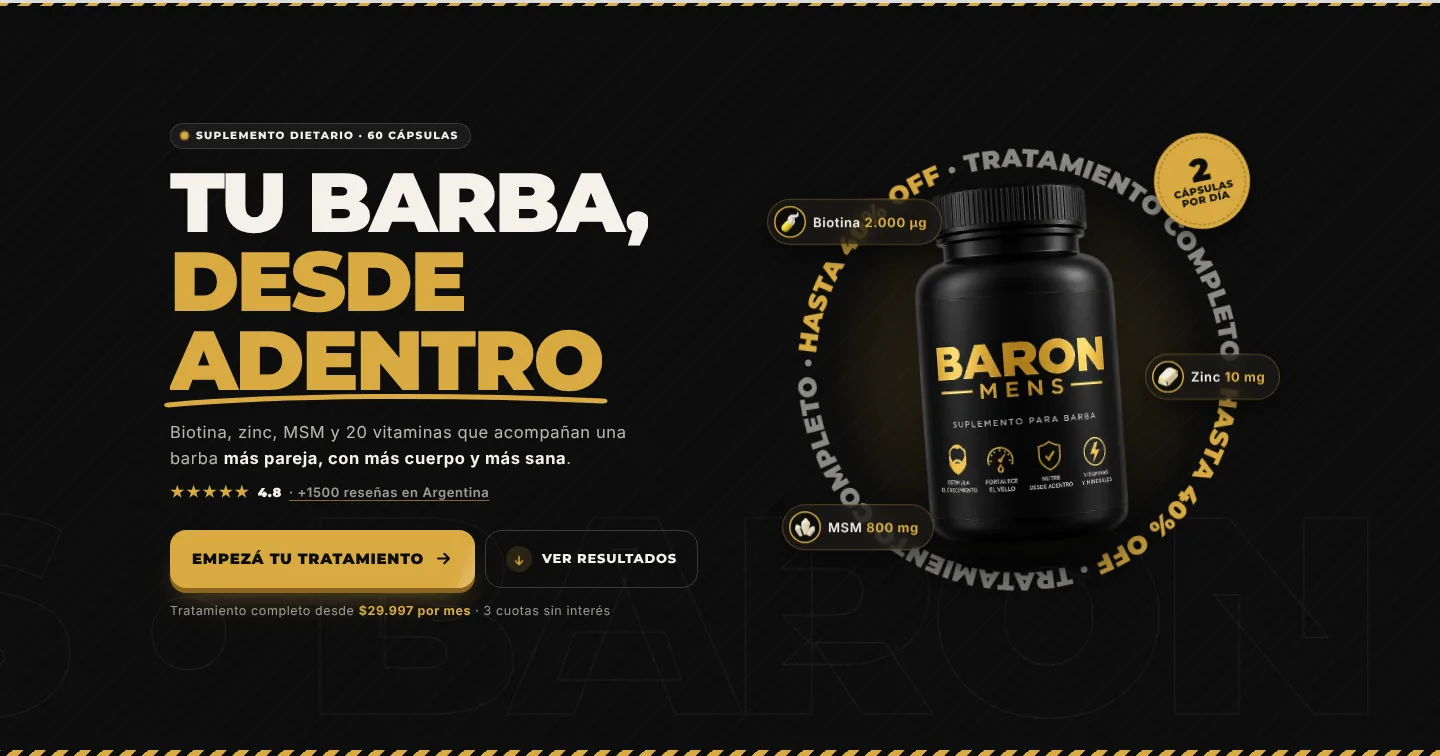 SUPLEMENTO DIETARIO · 60 CÁPSULAS
TU BARBA,
DESDE
ADENTRO
Biotina, zinc, MSM y 20 vitaminas que acompañan una
barba más pareja, con más cuerpo y más sana.
★★★★★ 4.8 · +1500 reseñas en Argentina
EMPEZÁ TU TRATAMIENTO →
↓ VER RESULTADOS
Tratamiento completo desde $29.997 por mes · 3 cuotas sin interés
HASTA 40% OFF · TRATAMIENTO COMPLETO · HASTA 40% OFF · TRATAMIENTO COMPLETO ·
2
CÁPSULAS
POR DÍA
Biotina 2.000 µg
Zinc 10 mg
MSM 800 mg
BARON
MENS
SUPLEMENTO PARA BARBA
ESTIMULA
EL CRECIMIENTO
FORTALECE
EL VELLO
NUTRE
DESDE ADENTRO
VITAMINAS
Y MINERALES
S · BARON